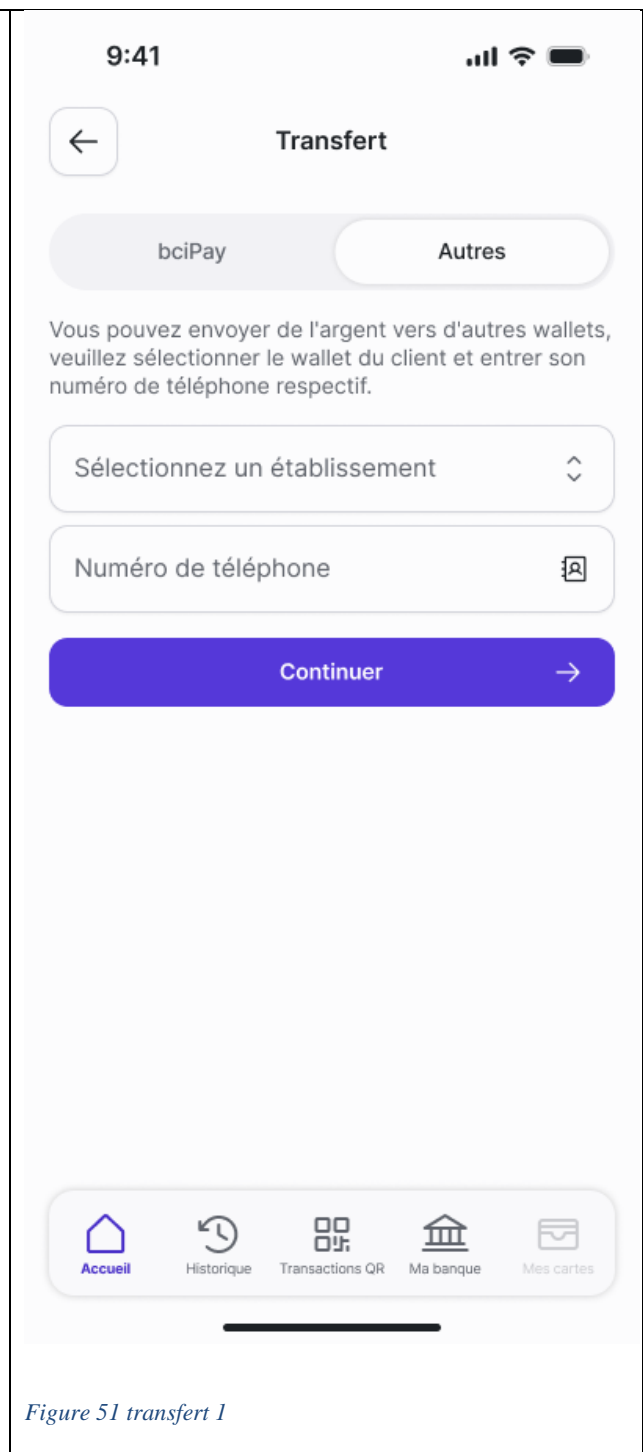 9:41
Transfert
bciPay
Autres
Vous pouvez envoyer de l'argent vers d'autres wallets,
veuillez sélectionner le wallet du client et entrer son
numéro de téléphone respectif.
Sélectionnez un établissement
Numéro de téléphone
Continuer
Accueil
Historique
Transactions QR
Ma banque
Mes cartes
Figure 51 transfert 1